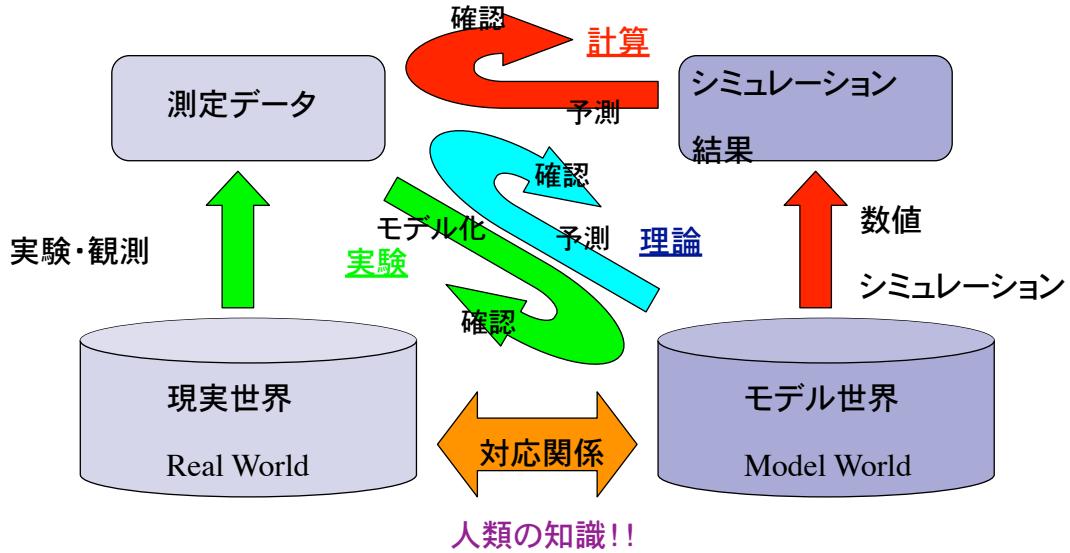 確認
計算
測定データ
シミュレーション
結果
予測
確認
モデル化
予測
理論
実験
実験・観測
数値
シミュレーション
確認
現実世界
Real World
対応関係
モデル世界
Model World
人類の知識!!